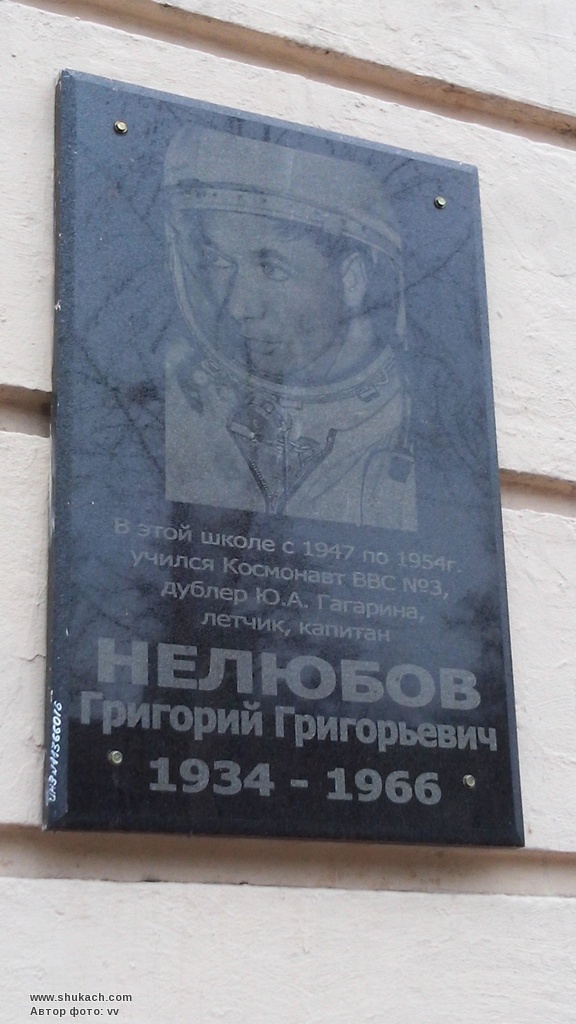 В этой школе с 1947 по 1954г.
учился Космонавт ВВС №3,
дублер Ю.А. Гагарина,
летчик, капитан
НЕЛЮБОВ
Григорий Григорьевич
1934 - 1966
www.shukach.com
Автор фото: vv